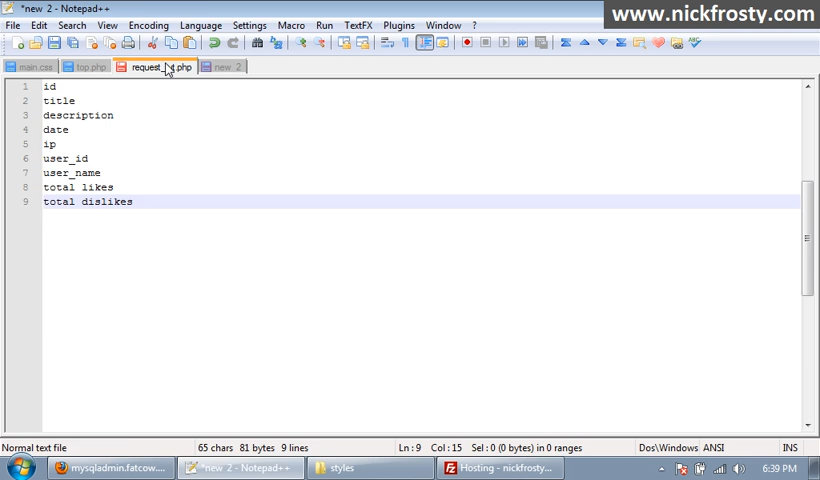 *new 2 - Notepad++
www.nickfrosty.com
File Edit Search View Encoding Language Settings Macro Run TextFX Plugins Window ?
main.css top.php .php new 2
1 id
2 title
3 description
4 date
5 ip
6 user_id
7 user_name
8 total likes
9 total dislikes
Normal text file 65 chars 81 bytes 9 lines Ln : 9 Col : 15 Sel : 0 (0 bytes) in 0 ranges Dos\Windows ANSI INS
mysqladmin.fatcow.... *new 2 - Notepad++ styles Hosting - nickfrosty... 6:39 PM